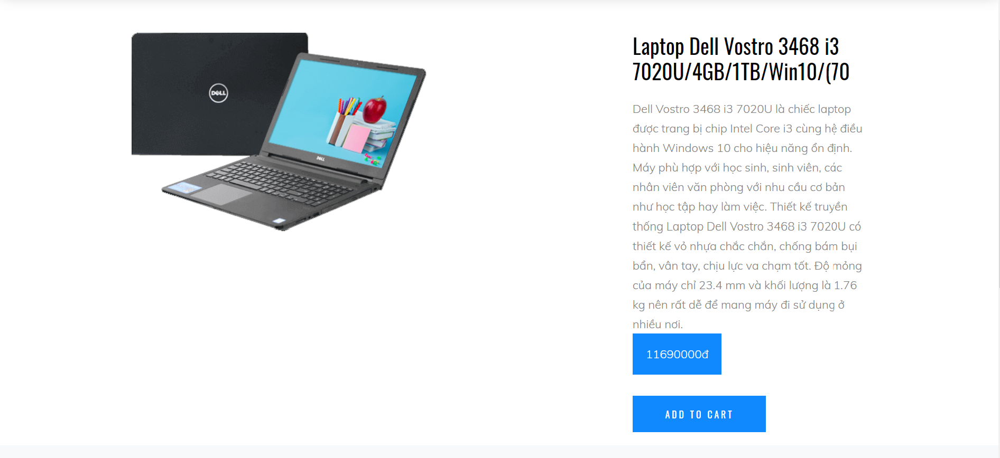 DELL
DELL
Laptop Dell Vostro 3468 i3
7020U/4GB/1TB/Win10/(70
Dell Vostro 3468 i3 7020U là chiếc laptop
được trang bị chip Intel Core i3 cùng hệ điều
hành Windows 10 cho hiệu năng ổn định.
Máy phù hợp với học sinh, sinh viên, các
nhân viên văn phòng với nhu cầu cơ bản
như học tập hay làm việc. Thiết kế truyền
thống Laptop Dell Vostro 3468 i3 7020U có
thiết kế vỏ nhựa chắc chắn, chống bám bụi
bẩn, vân tay, chịu lực va chạm tốt. Độ mỏng
của máy chỉ 23.4 mm và khối lượng là 1.76
kg nên rất dễ để mang máy đi sử dụng ở
nhiều nơi.
11690000đ
ADD TO CART